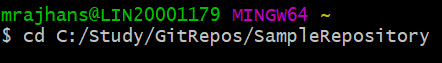 mrajhans@LIN20001179 MINGW64 ~
$ cd C:/Study/GitRepos/SampleRepository